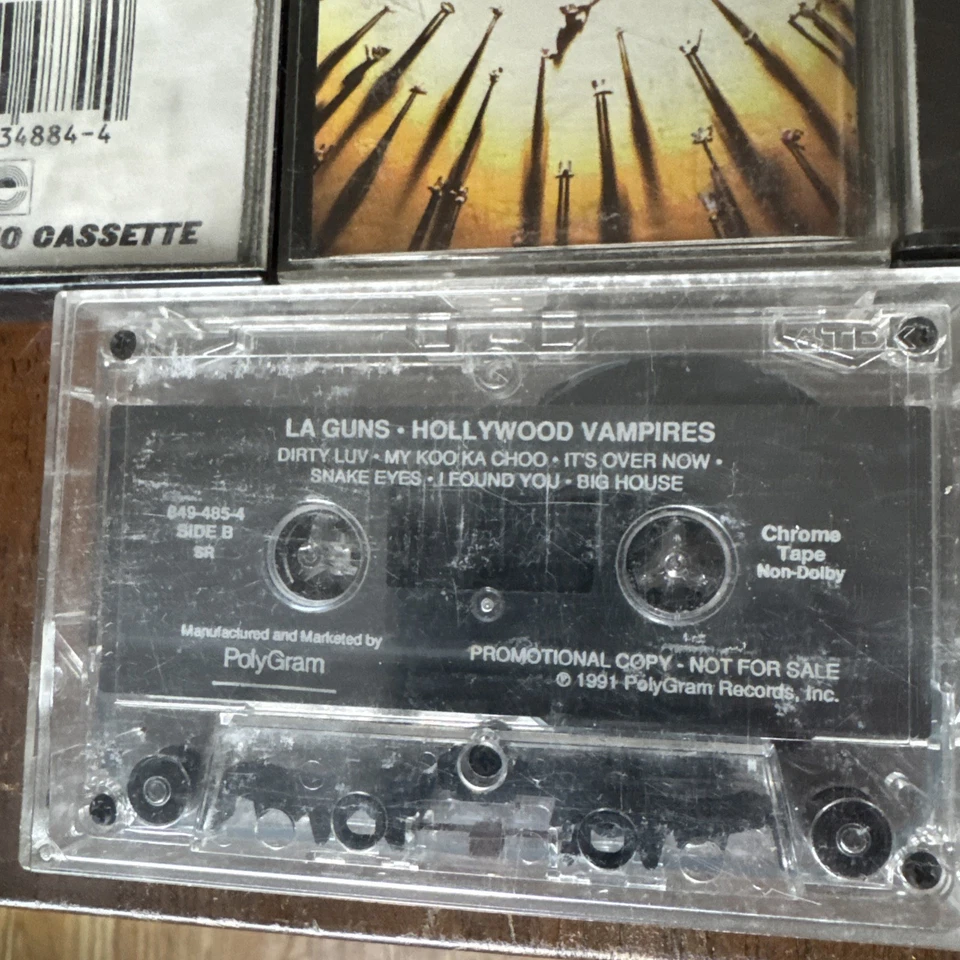 34884-4
CASSETTE
TDK
LA GUNS • HOLLYWOOD VAMPIRES
DIRTY LUV • MY KOO KA CHOO • IT'S OVER NOW •
SNAKE EYES • I FOUND YOU • BIG HOUSE
849-485-4
SIDE B
SR
Chrome
Tape
Non-Dolby
Manufactured and Marketed by
PolyGram
PROMOTIONAL COPY - NOT FOR SALE
℗ 1991 PolyGram Records, Inc.